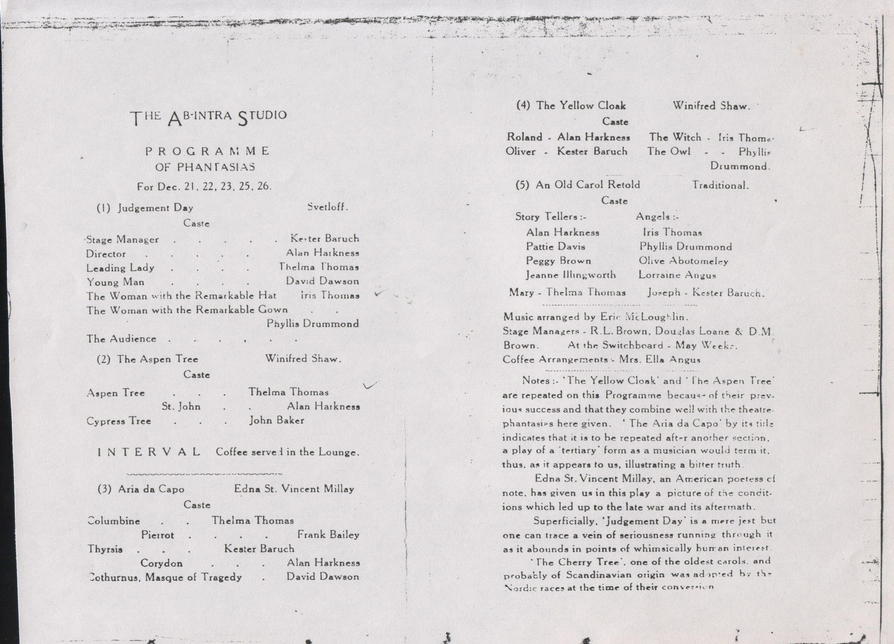 THE AB-INTRA STUDIO
PROGRAMME
OF PHANTASIAS
For Dec. 21, 22, 23, 25, 26.
(1) Judgement Day Svetloff.
Caste
Stage Manager . . . . . Kester Baruch
Director . . . . . Alan Harkness
Leading Lady . . . . Thelma Thomas
Young Man . . . . David Dawson
The Woman with the Remarkable Hat Iris Thomas
The Woman with the Remarkable Gown . .
Phyllis Drummond
The Audience . . . . . .
(2) The Aspen Tree Winifred Shaw.
Caste
Aspen Tree . . . Thelma Thomas
St. John . . Alan Harkness
Cypress Tree . . . John Baker
INTERVAL Coffee served in the Lounge.
(3) Aria da Capo Edna St. Vincent Millay
Caste
Columbine . . Thelma Thomas
Pierrot . . . . Frank Bailey
Thyrsis . . . Kester Baruch
Corydon . . . Alan Harkness
Cothurnus, Masque of Tragedy . David Dawson
(4) The Yellow Cloak Winifred Shaw.
Caste
Roland - Alan Harkness The Witch - Iris Thomas
Oliver - Kester Baruch The Owl - - Phyllis
Drummond.
(5) An Old Carol Retold Traditional.
Caste
Story Tellers :- Angels :-
Alan Harkness Iris Thomas
Pattie Davis Phyllis Drummond
Peggy Brown Olive Abotomeley
Jeanne Illingworth Lorraine Angus
Mary - Thelma Thomas Joseph - Kester Baruch.
Music arranged by Eric McLoughlin.
Stage Managers - R.L. Brown, Douglas Loane & D.M.
Brown. At the Switchboard - May Weeks.
Coffee Arrangements - Mrs. Ella Angus
Notes :- 'The Yellow Cloak' and 'The Aspen Tree'
are repeated on this Programme because of their prev-
ious success and that they combine well with the theatre-
phantasies here given. 'The Aria da Capo' by its title
indicates that it is to be repeated after another section,
a play of a 'tertiary' form as a musician would term it,
thus, as it appears to us, illustrating a bitter truth.
Edna St. Vincent Millay, an American poetess of
note, has given us in this play a picture of the condit-
ions which led up to the late war and its aftermath.
Superficially, 'Judgement Day' is a mere jest but
one can trace a vein of seriousness running through it
as it abounds in points of whimsically human interest.
'The Cherry Tree', one of the oldest carols, and
probably of Scandinavian origin was adopted by the
Nordic races at the time of their conversion